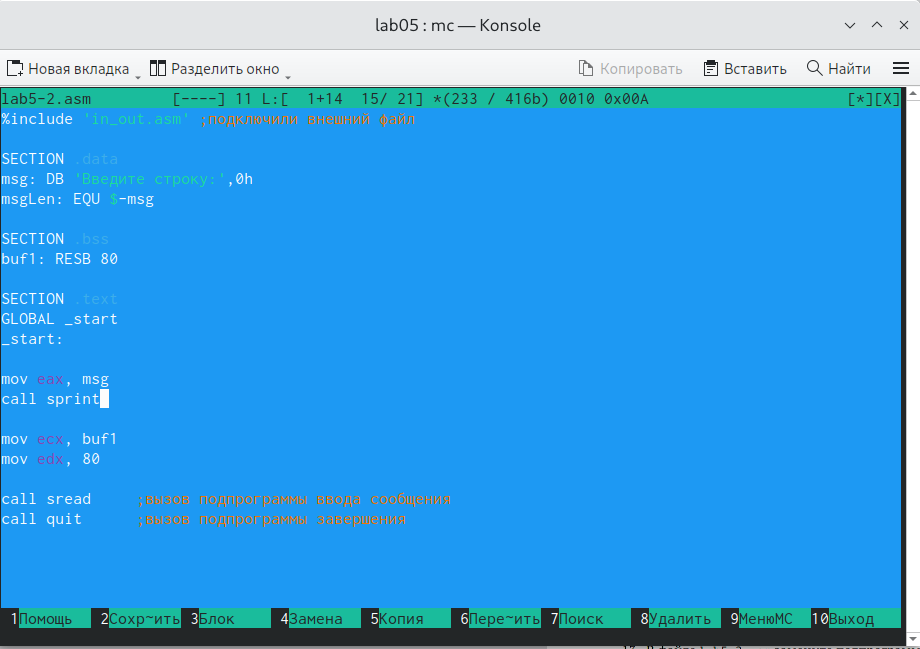 lab05 : mc — Konsole
Новая вкладка Разделить окно Копировать Вставить Найти
lab5-2.asm [----] 11 L:[ 1+14 15/ 21] *(233 / 416b) 0010 0x00A [*][X]
%include 'in_out.asm' ;подключили внешний файл
SECTION .data
msg: DB 'Введите строку:',0h
msgLen: EQU $-msg
SECTION .bss
buf1: RESB 80
SECTION .text
GLOBAL _start
_start:
mov eax, msg
call sprint
mov ecx, buf1
mov edx, 80
call sread ;вызов подпрограммы ввода сообщения
call quit ;вызов подпрограммы завершения
1Помощь 2Сохр~ить 3Блок 4Замена 5Копия 6Пере~ить 7Поиск 8Удалить 9МенюMC 10Выход